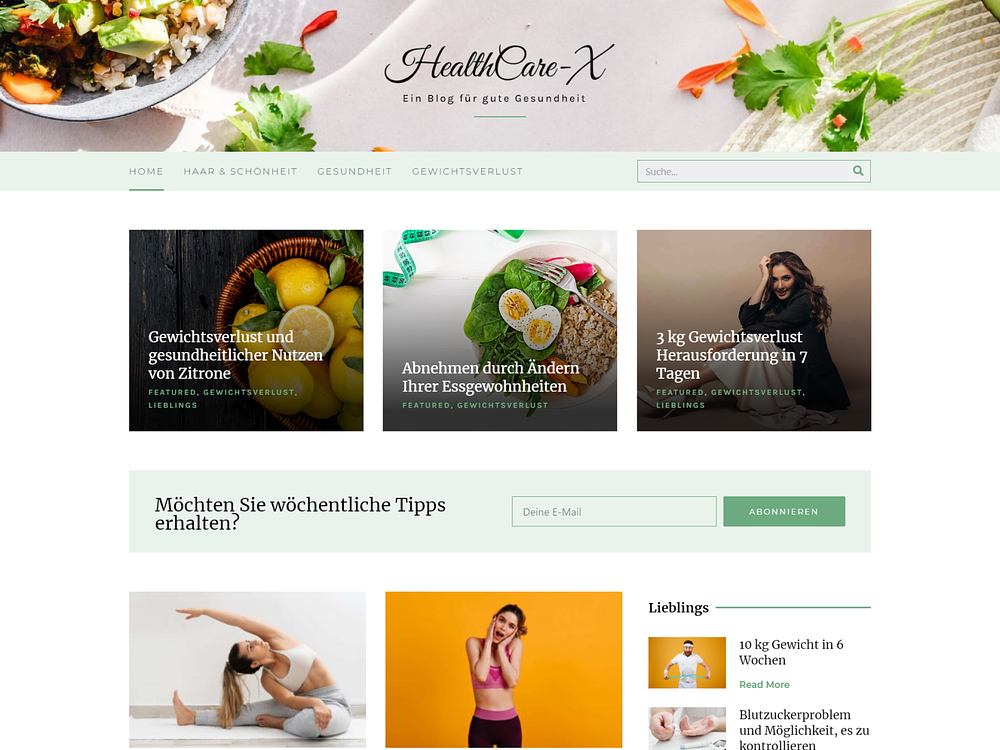 HealthCare-X
Ein Blog für gute Gesundheit
HOME
HAAR & SCHÖNHEIT
GESUNDHEIT
GEWICHTSVERLUST
Suche...
Gewichtsverlust und
gesundheitlicher Nutzen
von Zitrone
FEATURED, GEWICHTSVERLUST,
LIEBLINGS
Abnehmen durch Ändern
Ihrer Essgewohnheiten
FEATURED, GEWICHTSVERLUST
3 kg Gewichtsverlust
Herausforderung in 7
Tagen
FEATURED, GEWICHTSVERLUST,
LIEBLINGS
Möchten Sie wöchentliche Tipps
erhalten?
Deine E-Mail
ABONNIEREN
Lieblings
10 kg Gewicht in 6
Wochen
Read More
Blutzuckerproblem
und Möglichkeit, es zu
kontrollieren